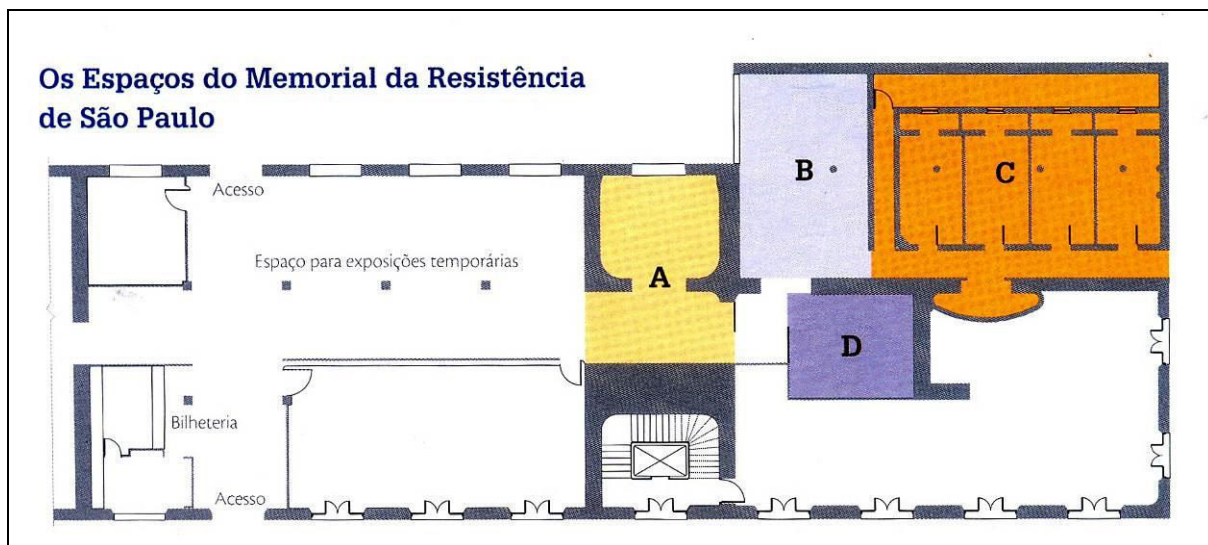 Os Espaços do Memorial da Resistência
de São Paulo
Acesso
B
C
Espaço para exposições temporárias
A
D
Bilheteria
Acesso